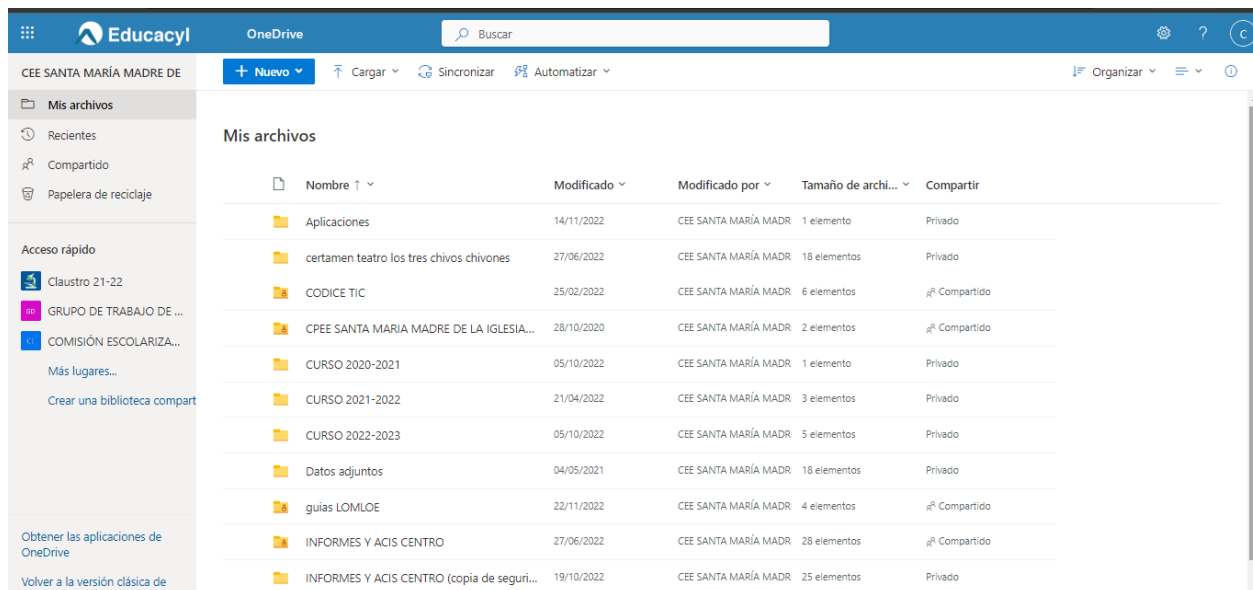 Educacyl OneDrive Buscar ? C
CEE SANTA MARÍA MADRE DE
+ Nuevo Cargar Sincronizar Automatizar Organizar
Mis archivos
Recientes
Compartido
Papelera de reciclaje
Acceso rápido
Claustro 21-22
GD GRUPO DE TRABAJO DE ...
CE COMISIÓN ESCOLARIZA...
Más lugares...
Crear una biblioteca compart
Obtener las aplicaciones de
OneDrive
Volver a la versión clásica de
Mis archivos
Nombre ↑ Modificado Modificado por Tamaño de archi... Compartir
Aplicaciones 14/11/2022 CEE SANTA MARÍA MADR 1 elemento Privado
certamen teatro los tres chivos chivones 27/06/2022 CEE SANTA MARÍA MADR 18 elementos Privado
CODICE TIC 25/02/2022 CEE SANTA MARÍA MADR 6 elementos Compartido
CPEE SANTA MARIA MADRE DE LA IGLESIA... 28/10/2020 CEE SANTA MARÍA MADR 2 elementos Compartido
CURSO 2020-2021 05/10/2022 CEE SANTA MARÍA MADR 1 elemento Privado
CURSO 2021-2022 21/04/2022 CEE SANTA MARÍA MADR 3 elementos Privado
CURSO 2022-2023 05/10/2022 CEE SANTA MARÍA MADR 5 elementos Privado
Datos adjuntos 04/05/2021 CEE SANTA MARÍA MADR 18 elementos Privado
guias LOMLOE 22/11/2022 CEE SANTA MARÍA MADR 4 elementos Compartido
INFORMES Y ACIS CENTRO 27/06/2022 CEE SANTA MARÍA MADR 28 elementos Compartido
INFORMES Y ACIS CENTRO (copia de seguri... 19/10/2022 CEE SANTA MARÍA MADR 25 elementos Privado